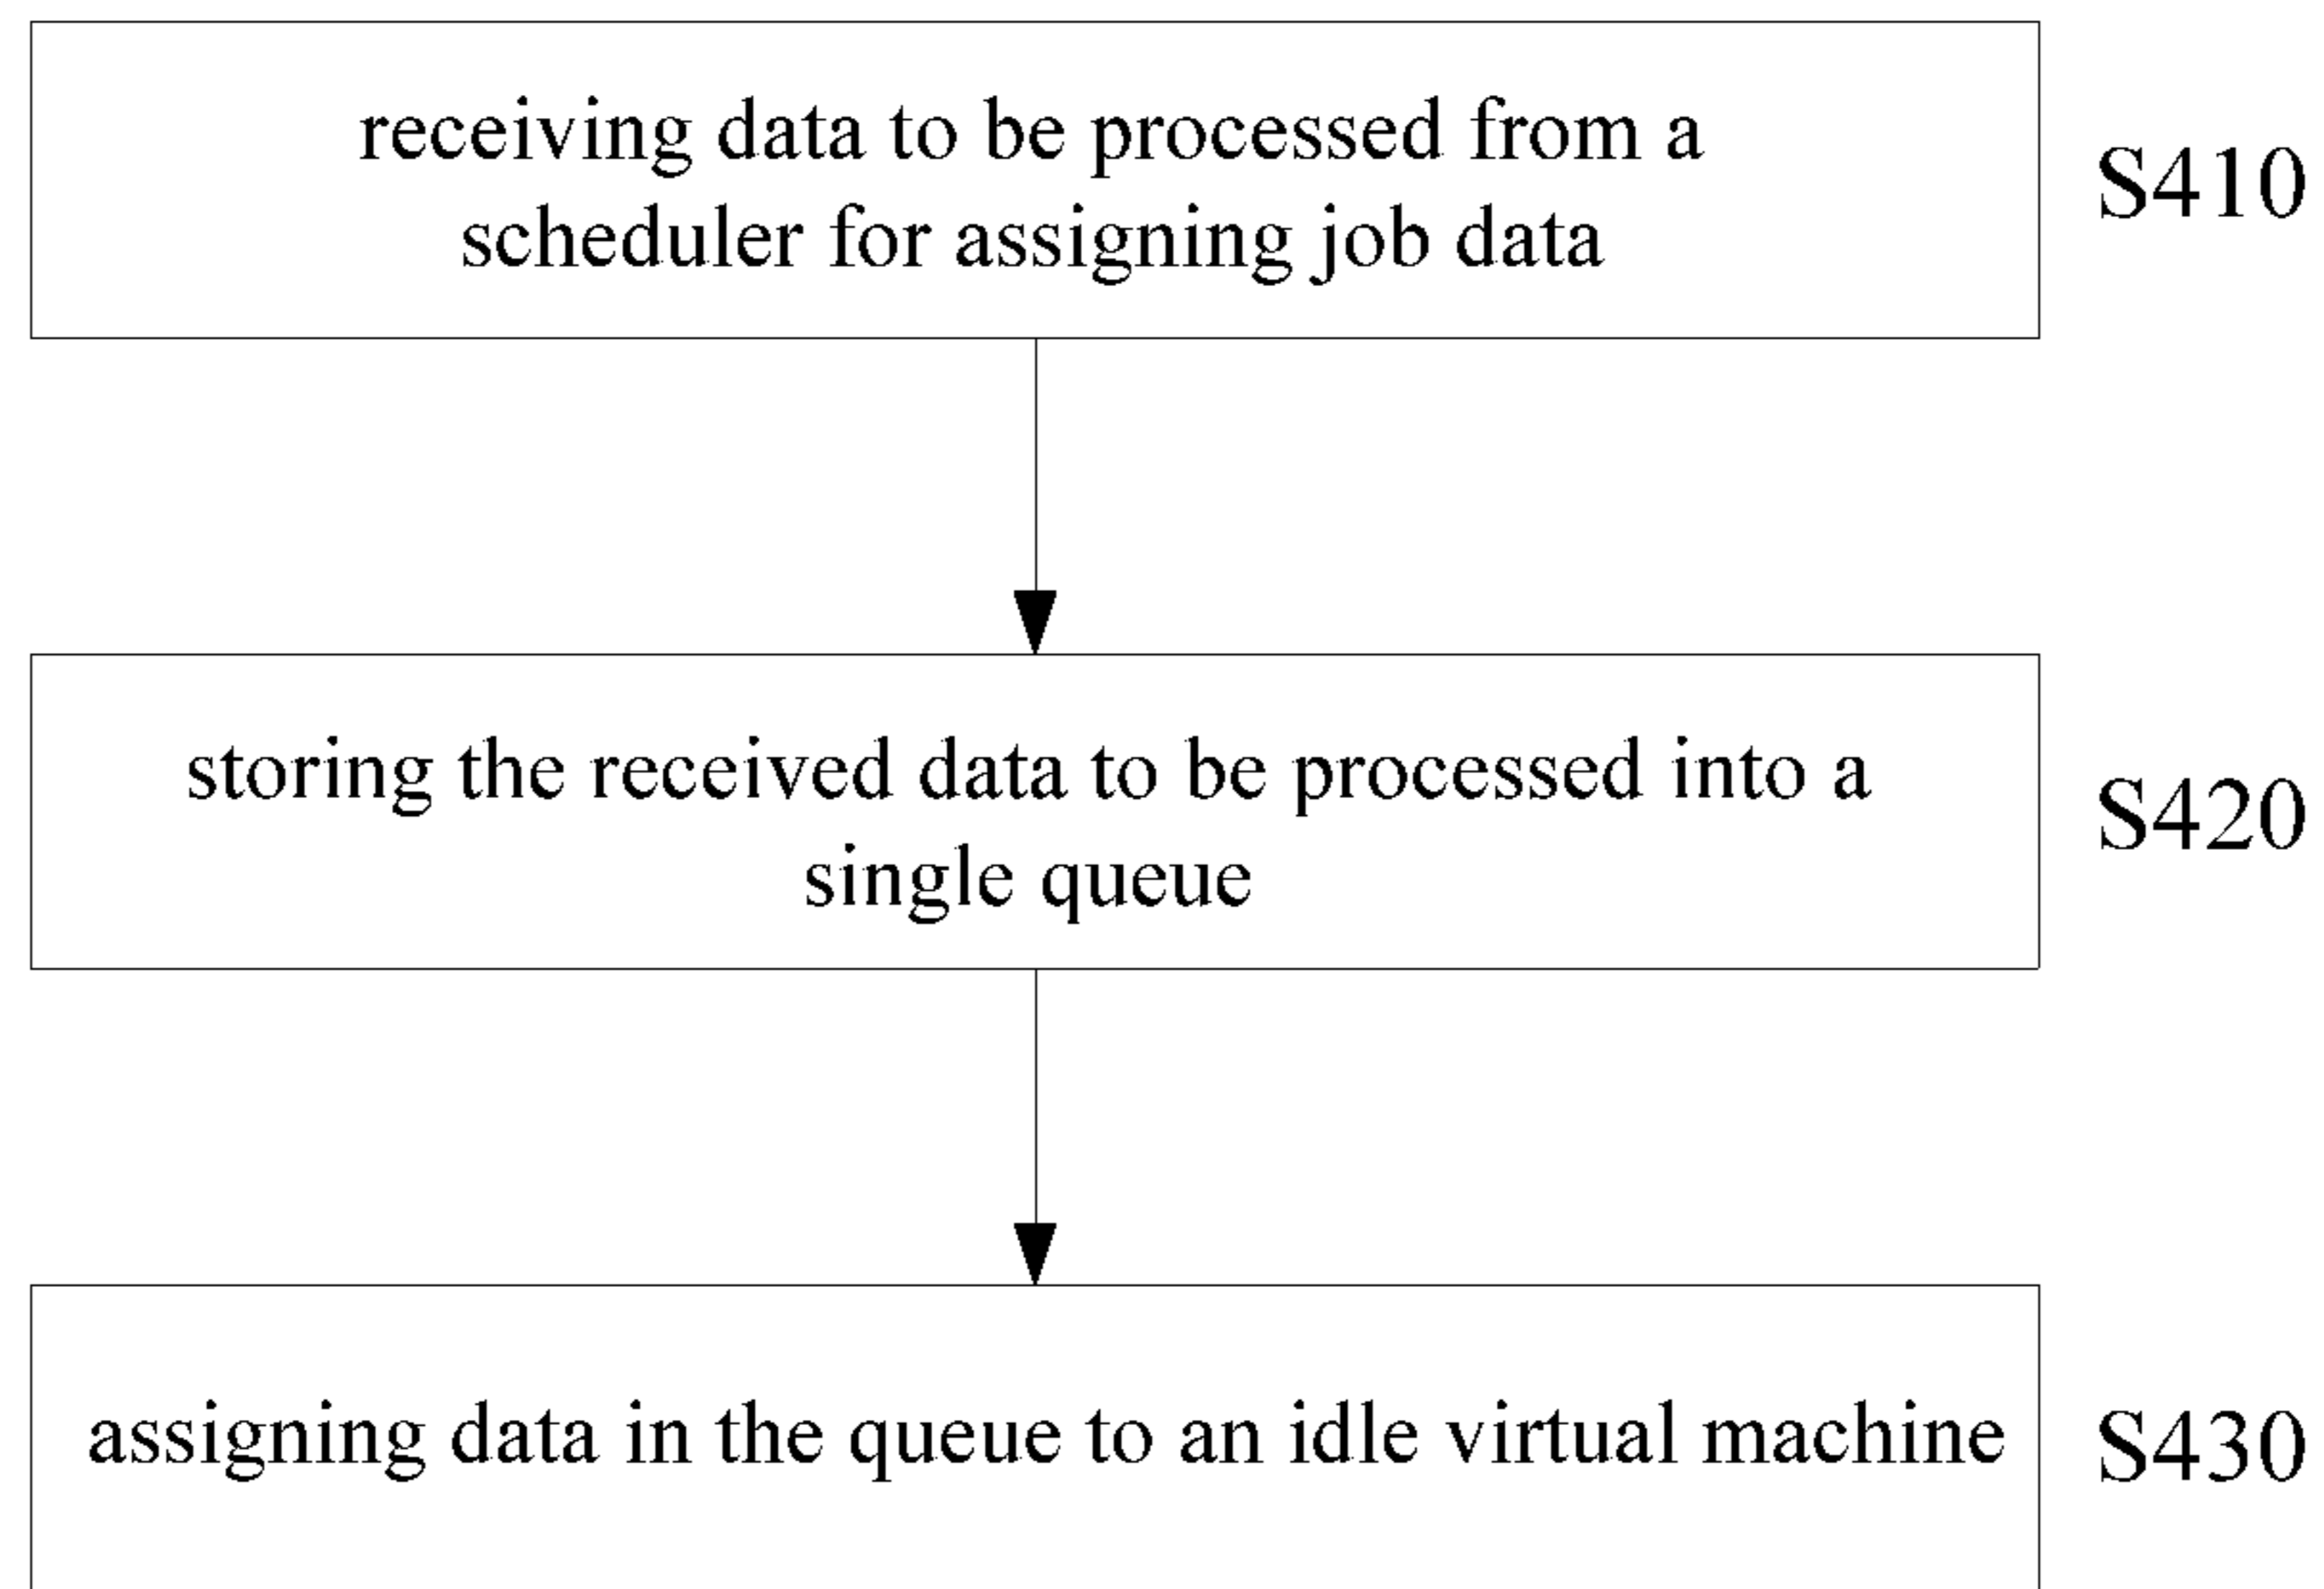 receiving data to be processed from a
scheduler for assigning job data
S410
storing the received data to be processed into a
single queue
S420
assigning data in the queue to an idle virtual machine
S430